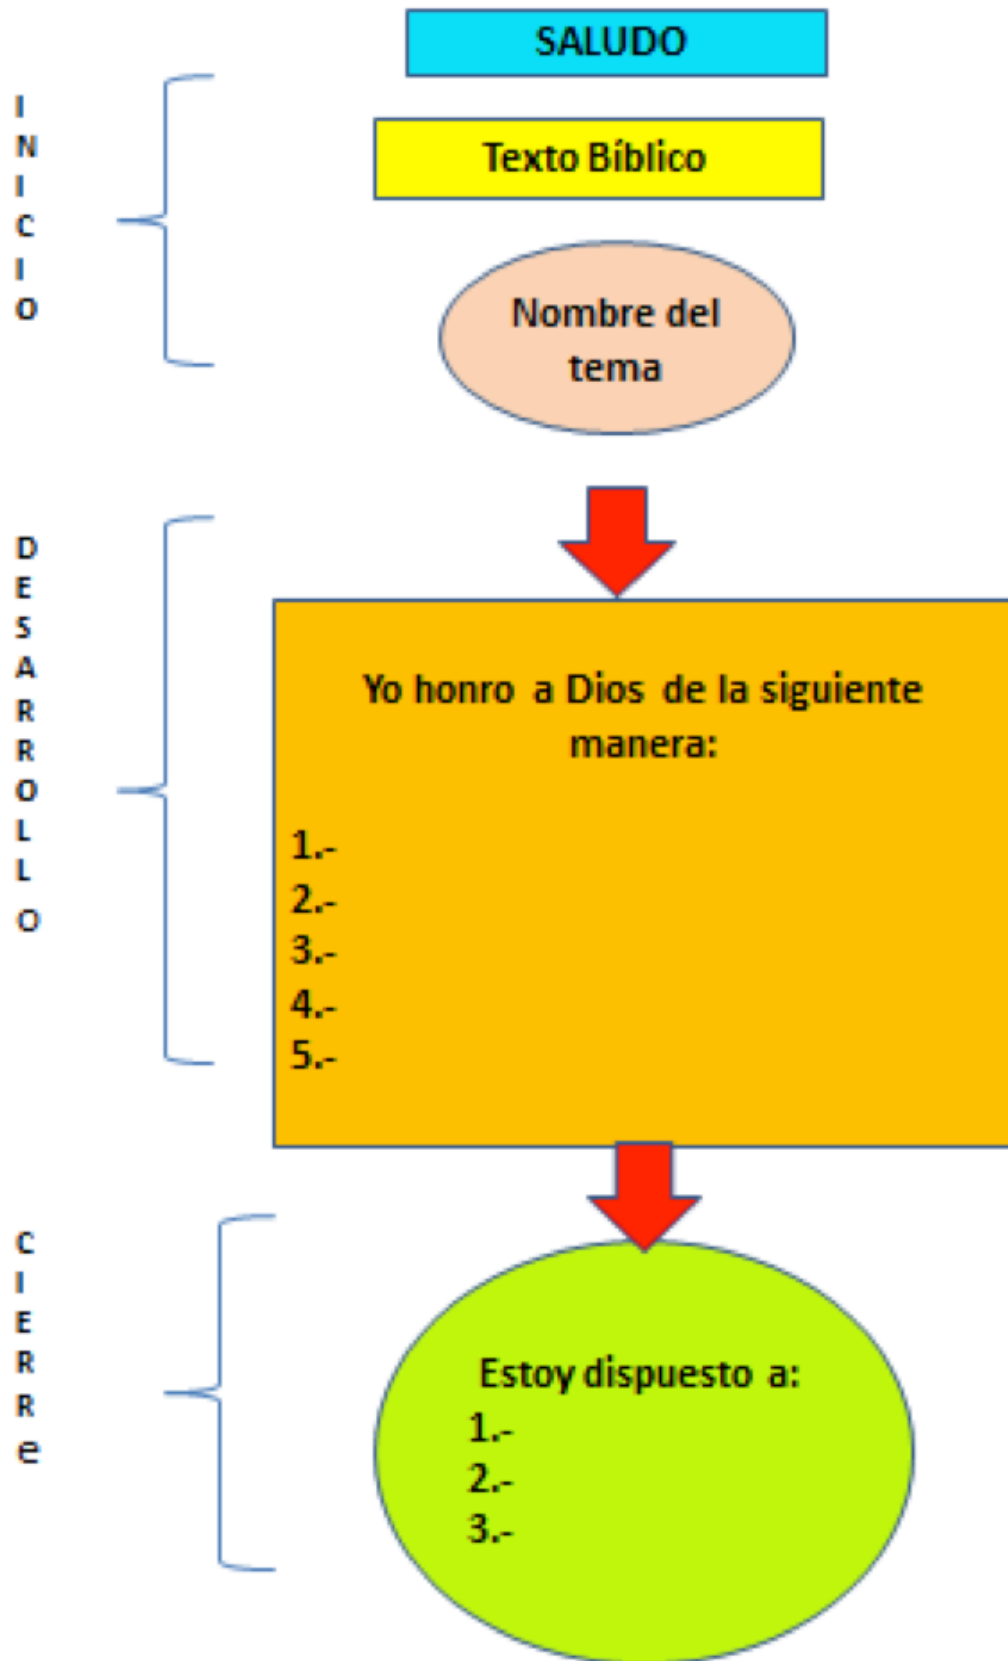 INICIO
SALUDO
Texto Bíblico
Nombre del
tema
DESARROLLO
Yo honro a Dios de la siguiente
manera:
1.-
2.-
3.-
4.-
5.-
CIERRe
Estoy dispuesto a:
1.-
2.-
3.-